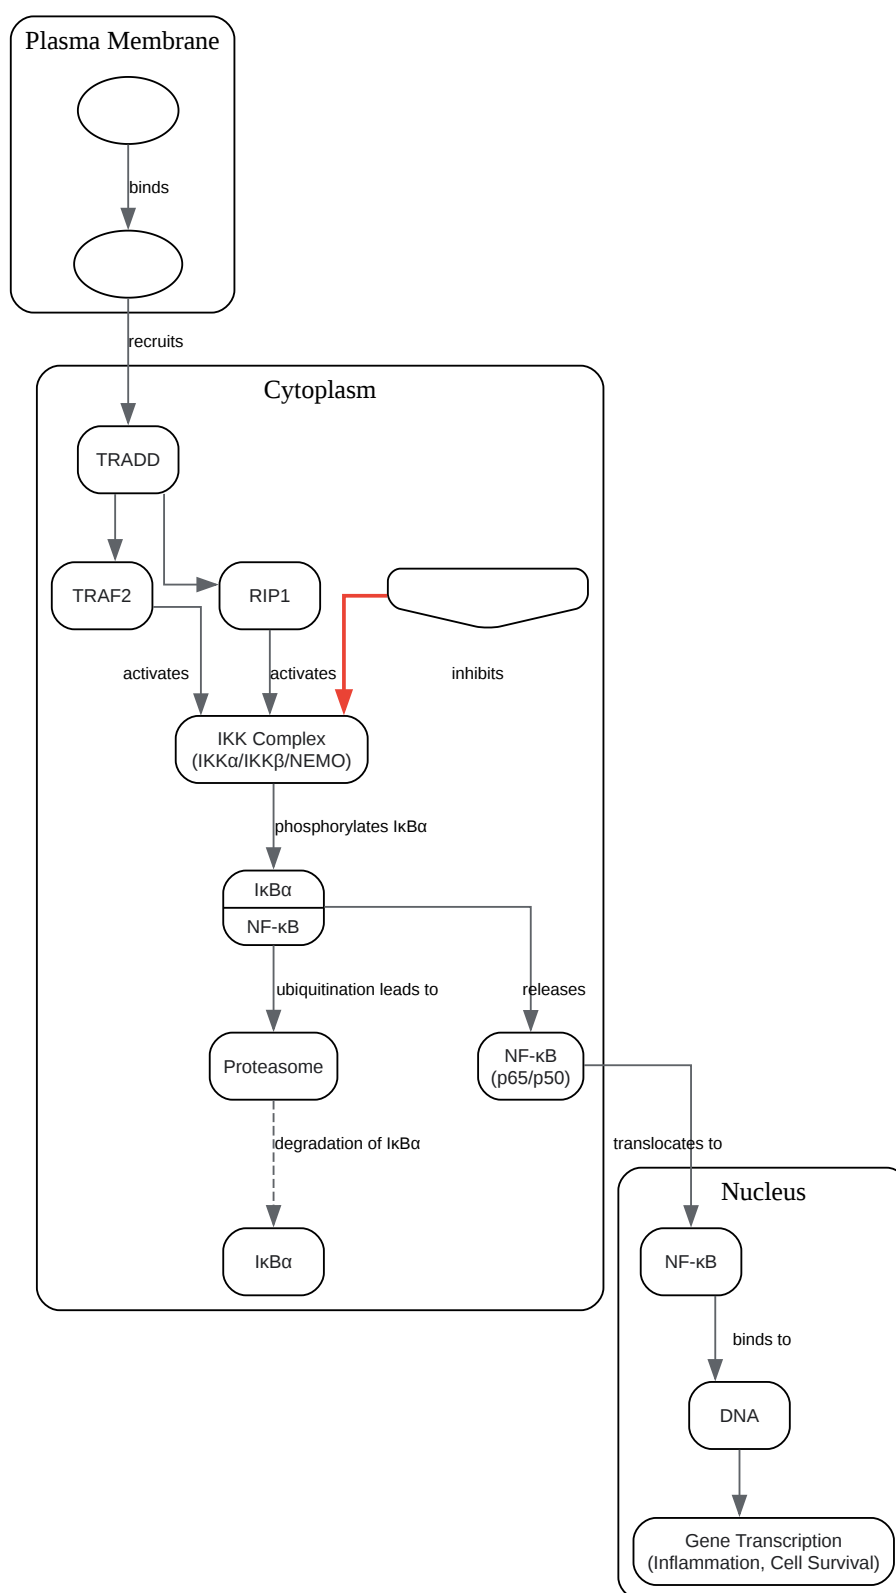 Plasma Membrane
binds
recruits
Cytoplasm
TRADD
TRAF2
RIP1
activates
activates
inhibits
IKK Complex
(IKKα/IKKβ/NEMO)
phosphorylates IκBα
IκBα
NF-κB
ubiquitination leads to
releases
Proteasome
NF-κB
(p65/p50)
degradation of IκBα
translocates to
Nucleus
IκBα
NF-κB
binds to
DNA
Gene Transcription
(Inflammation, Cell Survival)